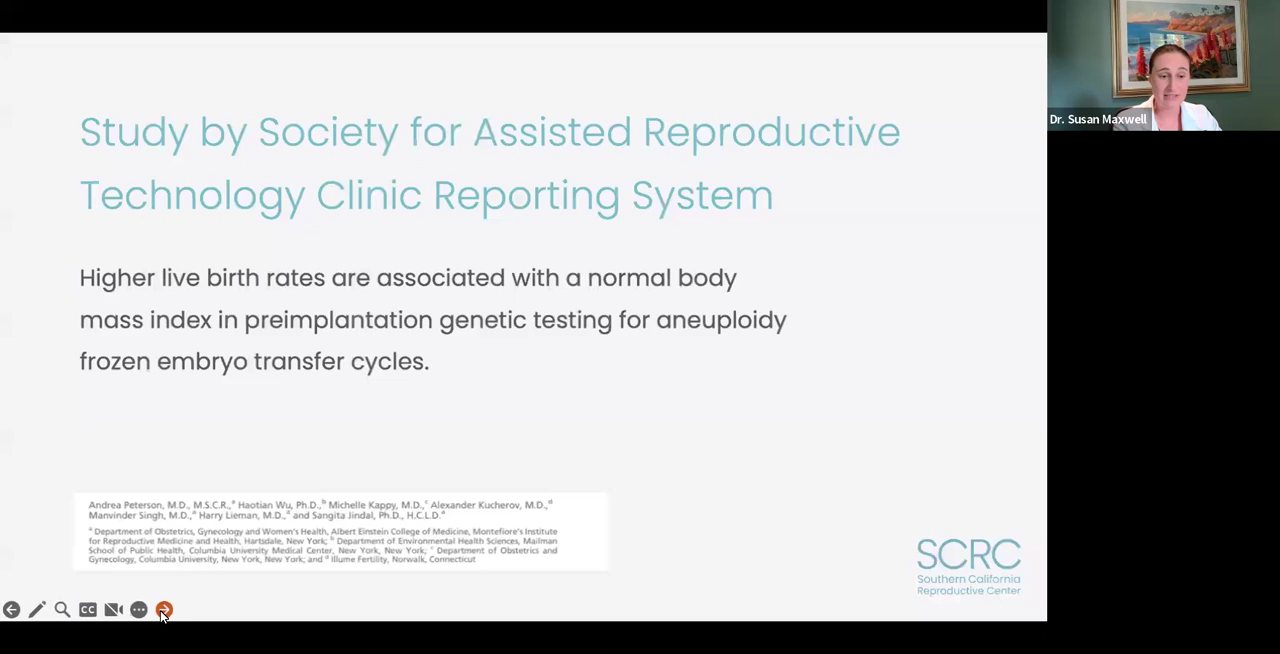 Study by Society for Assisted Reproductive
Technology Clinic Reporting System
Higher live birth rates are associated with a normal body
mass index in preimplantation genetic testing for aneuploidy
frozen embryo transfer cycles.
Andrea Peterson, M.D., M.S.C.R.,a Haotian Wu, Ph.D.,b Michelle Kappy, M.D.,c Alexander Kucherov, M.D.,d
Manvinder Singh, M.D.,a Harry Lieman, M.D.,d and Sangita Jindal, Ph.D., H.C.L.D.a
a Department of Obstetrics, Gynecology and Women's Health, Albert Einstein College of Medicine, Montefiore's Institute
for Reproductive Medicine and Health, Hartsdale, New York; b Department of Environmental Health Sciences, Mailman
School of Public Health, Columbia University Medical Center, New York, New York; c Department of Obstetrics and
Gynecology, Columbia University, New York, New York; and d Illume Fertility, Norwalk, Connecticut
SCRC
Southern California
Reproductive Center
CC
Dr. Susan Maxwell